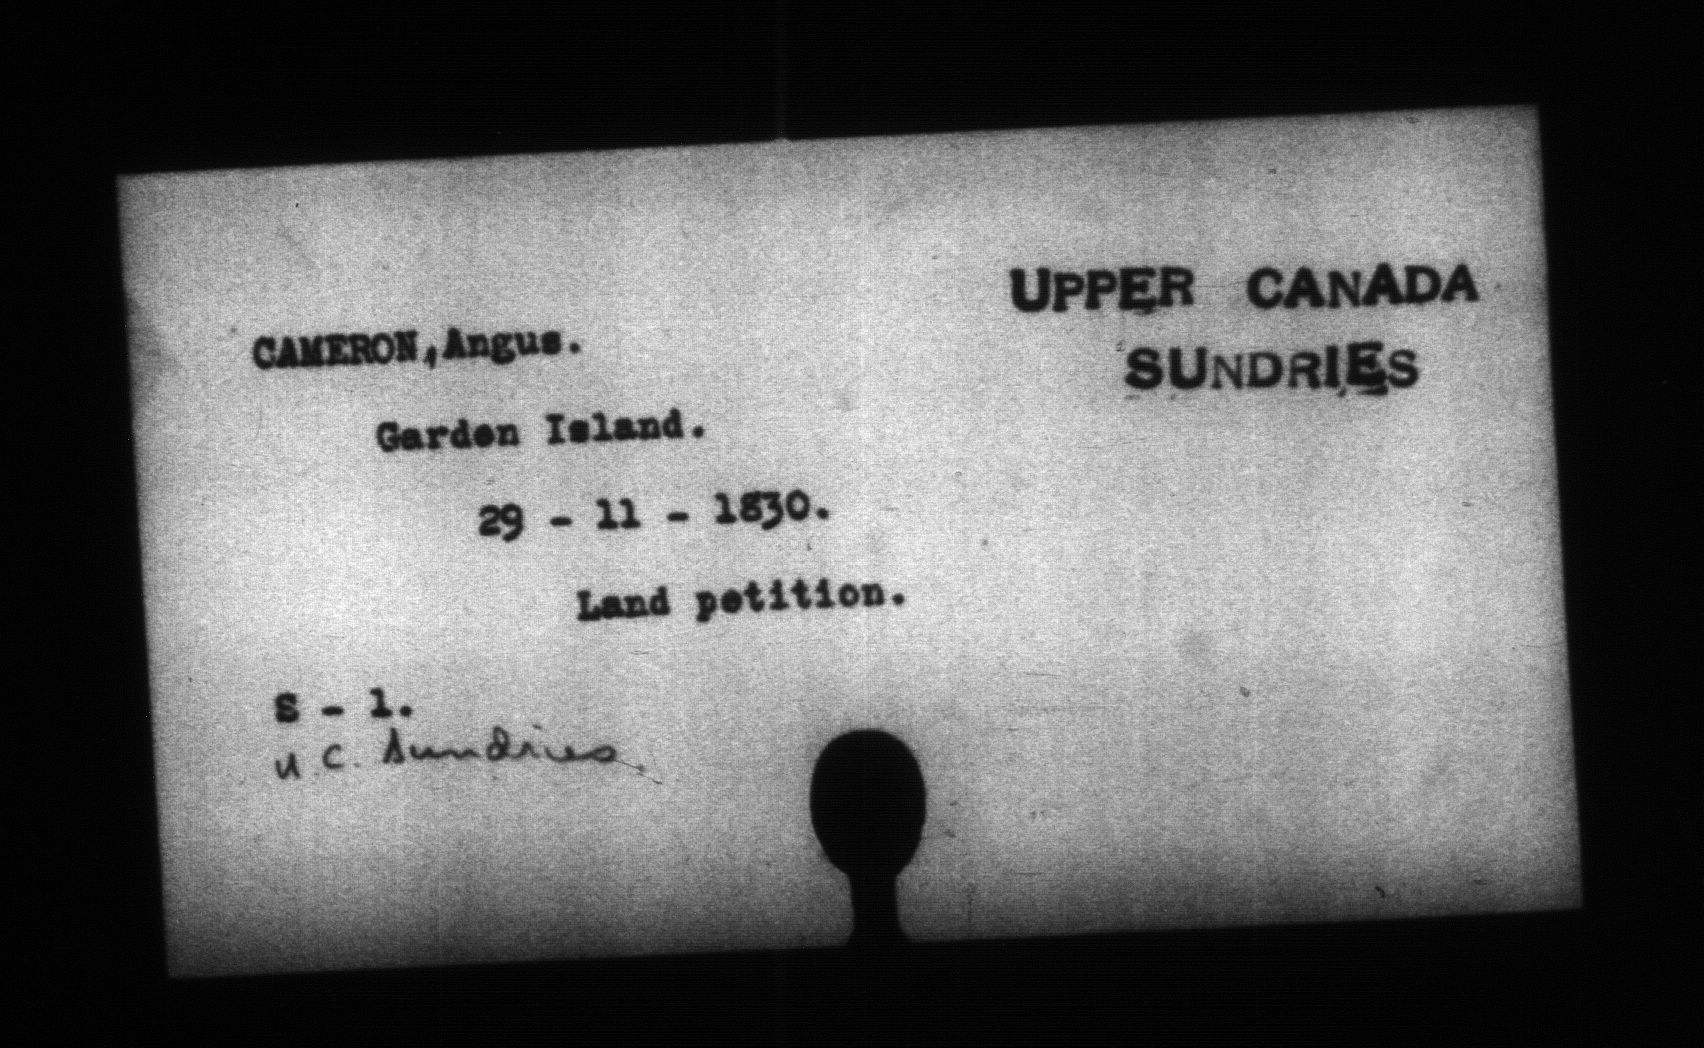 UPPER CANADA
SUNDRIES
CAMERON, Angus.
Garden Island.
29 - 11 - 1830.
Land petition.
S - 1.
U.C. Sundries